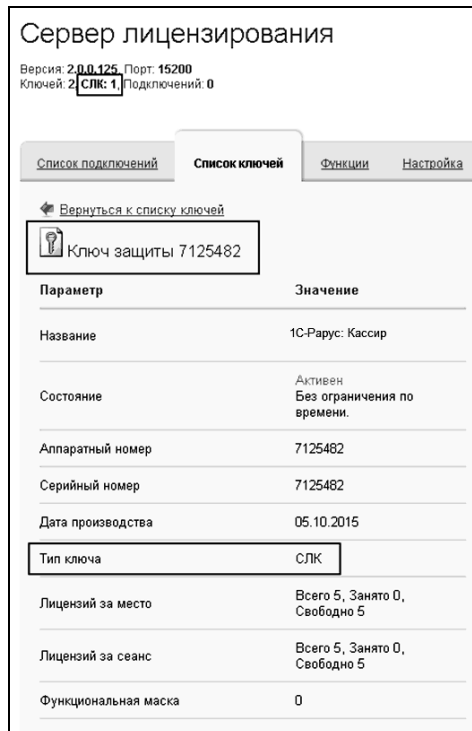 Сервер лицензирования
Версия: 2.0.0.125, Порт: 15200
Ключей: 2, СЛК: 1, Подключений: 0
Список подключений Список ключей Функции Настройка
Вернуться к списку ключей
Ключ защиты 7125482
Параметр Значение
Название 1С-Рарус: Кассир
Состояние Активен
Без ограничения по
времени.
Аппаратный номер 7125482
Серийный номер 7125482
Дата производства 05.10.2015
Тип ключа СЛК
Лицензий за место Всего 5, Занято 0,
Свободно 5
Лицензий за сеанс Всего 5, Занято 0,
Свободно 5
Функциональная маска 0